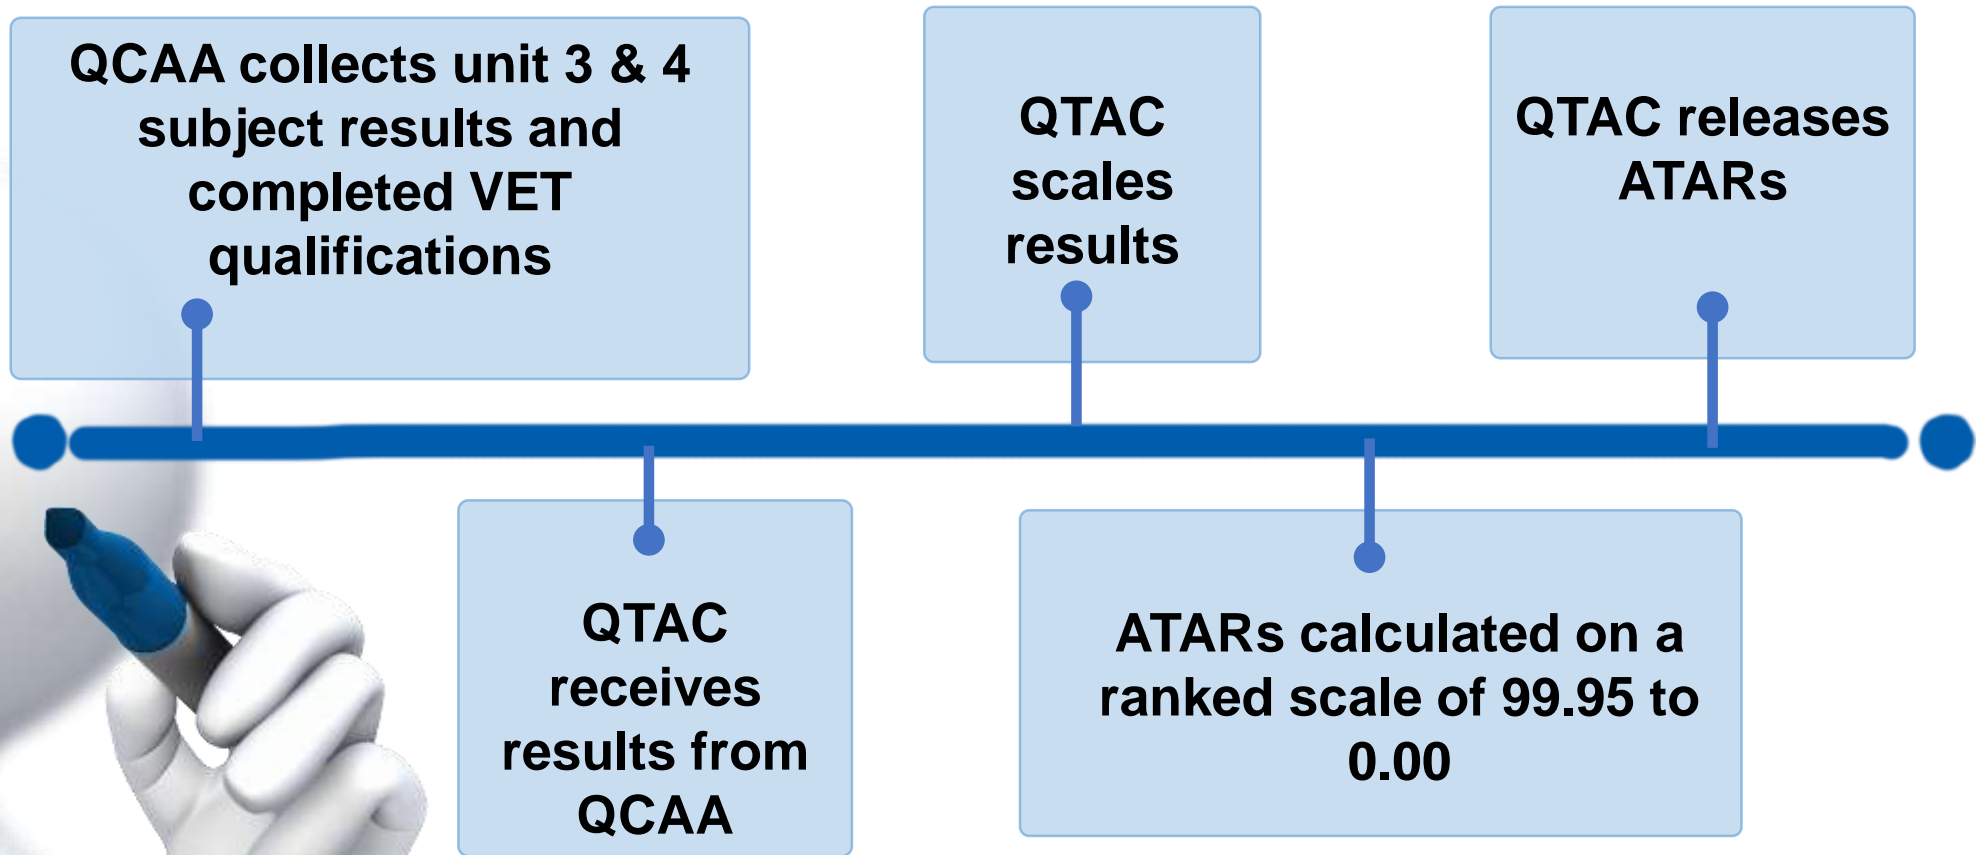 QCAA collects unit 3 & 4
subject results and
completed VET
qualifications
QTAC
receives
results from
QCAA
QTAC
scales
results
ATARs calculated on a
ranked scale of 99.95 to
0.00
QTAC releases
ATARs